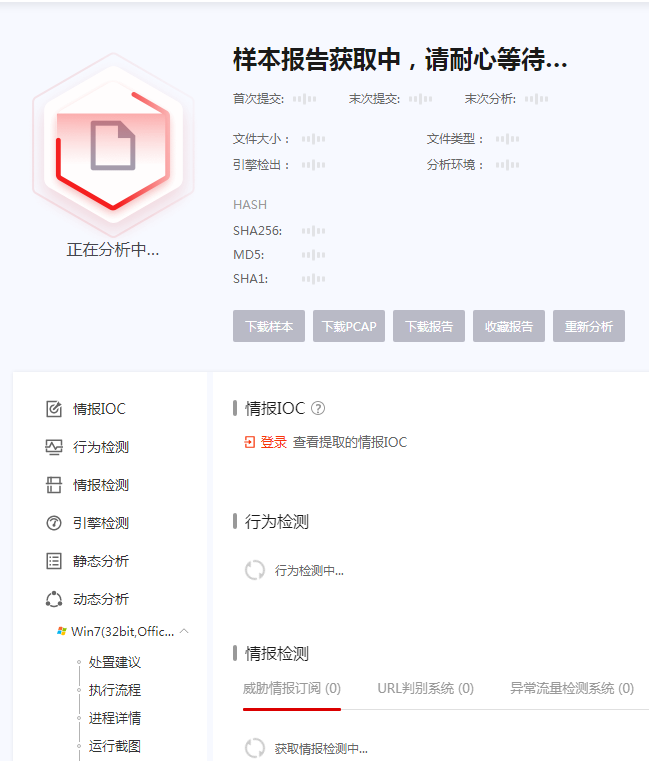 样本报告获取中，请耐心等待...
首次提交: 末次提交: 末次分析:
文件大小： 文件类型：
引擎检出： 分析环境：
HASH
SHA256:
MD5:
SHA1:
正在分析中...
下载样本 下载PCAP 下载报告 收藏报告 重新分析
情报IOC
行为检测
情报检测
引擎检测
静态分析
动态分析
Win7(32bit,Offic...
处置建议
执行流程
进程详情
运行截图
情报IOC ?
登录 查看提取的情报IOC
行为检测
行为检测中...
情报检测
威胁情报订阅 (0) URL判别系统 (0) 异常流量检测系统 (0)
获取情报检测中...